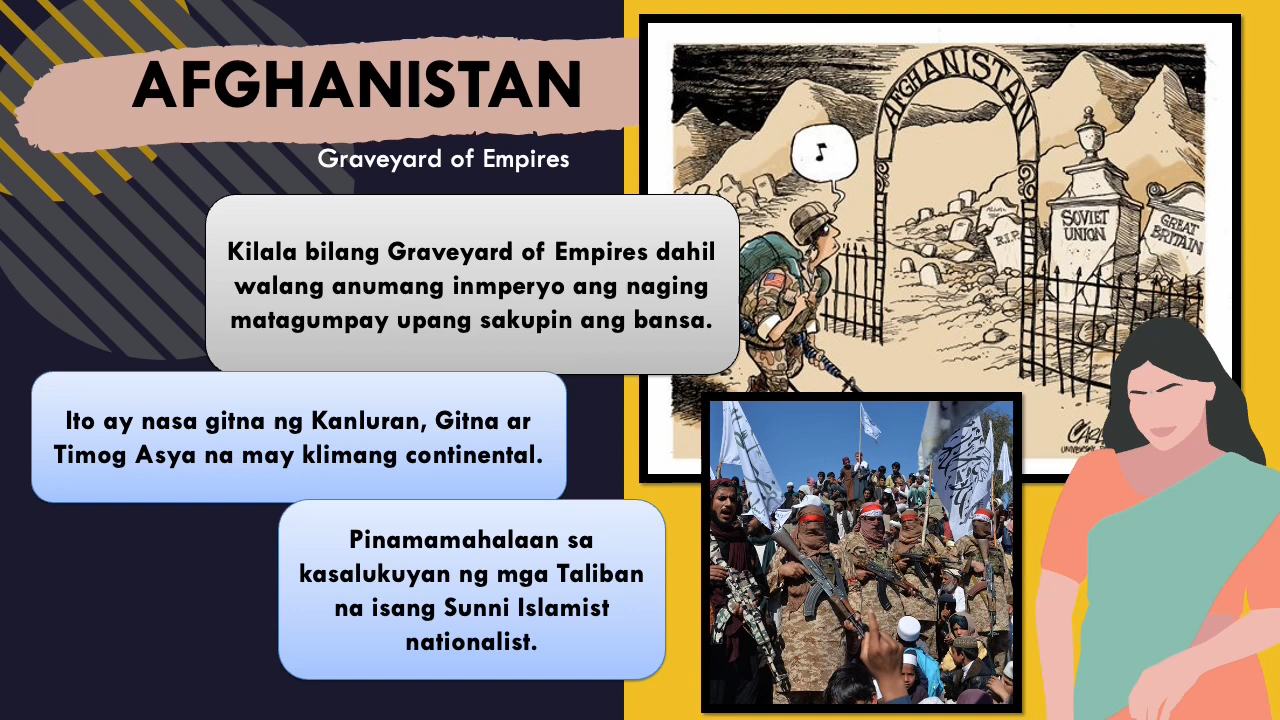 AFGHANISTAN
Graveyard of Empires
Kilala bilang Graveyard of Empires dahil
walang anumang inmperyo ang naging
matagumpay upang sakupin ang bansa.
Ito ay nasa gitna ng Kanluran, Gitna ar
Timog Asya na may klimang continental.
Pinamamahalaan sa
kasalukuyan ng mga Taliban
na isang Sunni Islamist
nationalist.
AFGHANISTAN
R.I.P.
SOVIET
UNION
GREAT
BRITAIN